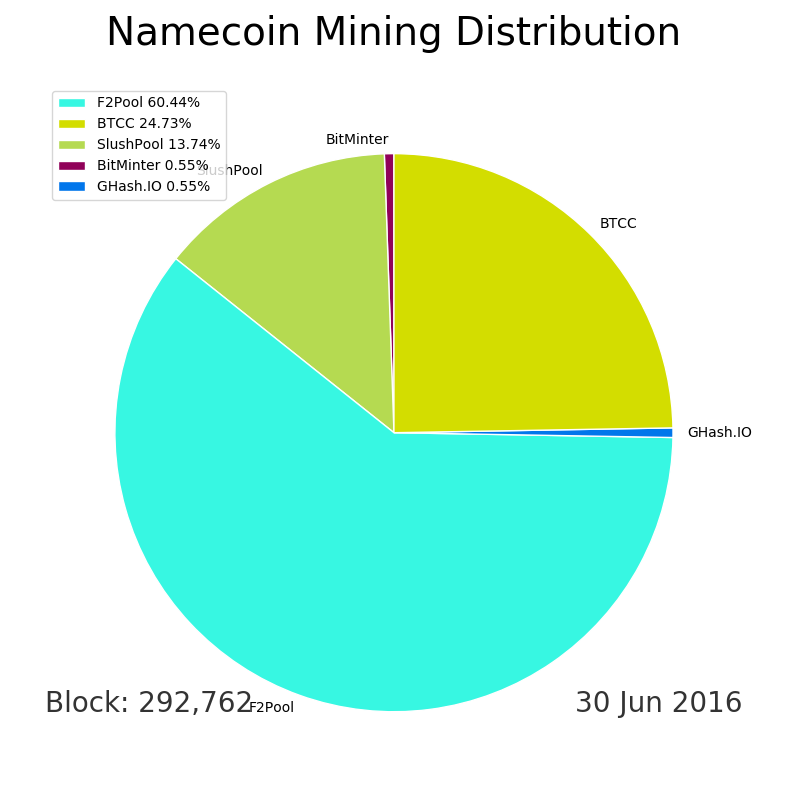 Namecoin Mining Distribution
F2Pool 60.44%
BTCC 24.73%
SlushPool 13.74%
BitMinter 0.55%
GHash.IO 0.55%
BitMinter
SlushPool
BTCC
GHash.IO
F2Pool
Block: 292,762
30 Jun 2016